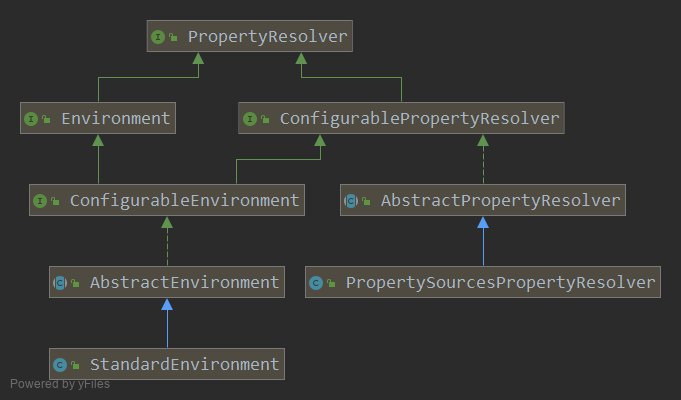 PropertyResolver
Environment
ConfigurablePropertyResolver
ConfigurableEnvironment
AbstractPropertyResolver
AbstractEnvironment
PropertySourcesPropertyResolver
StandardEnvironment
Powered by yFiles